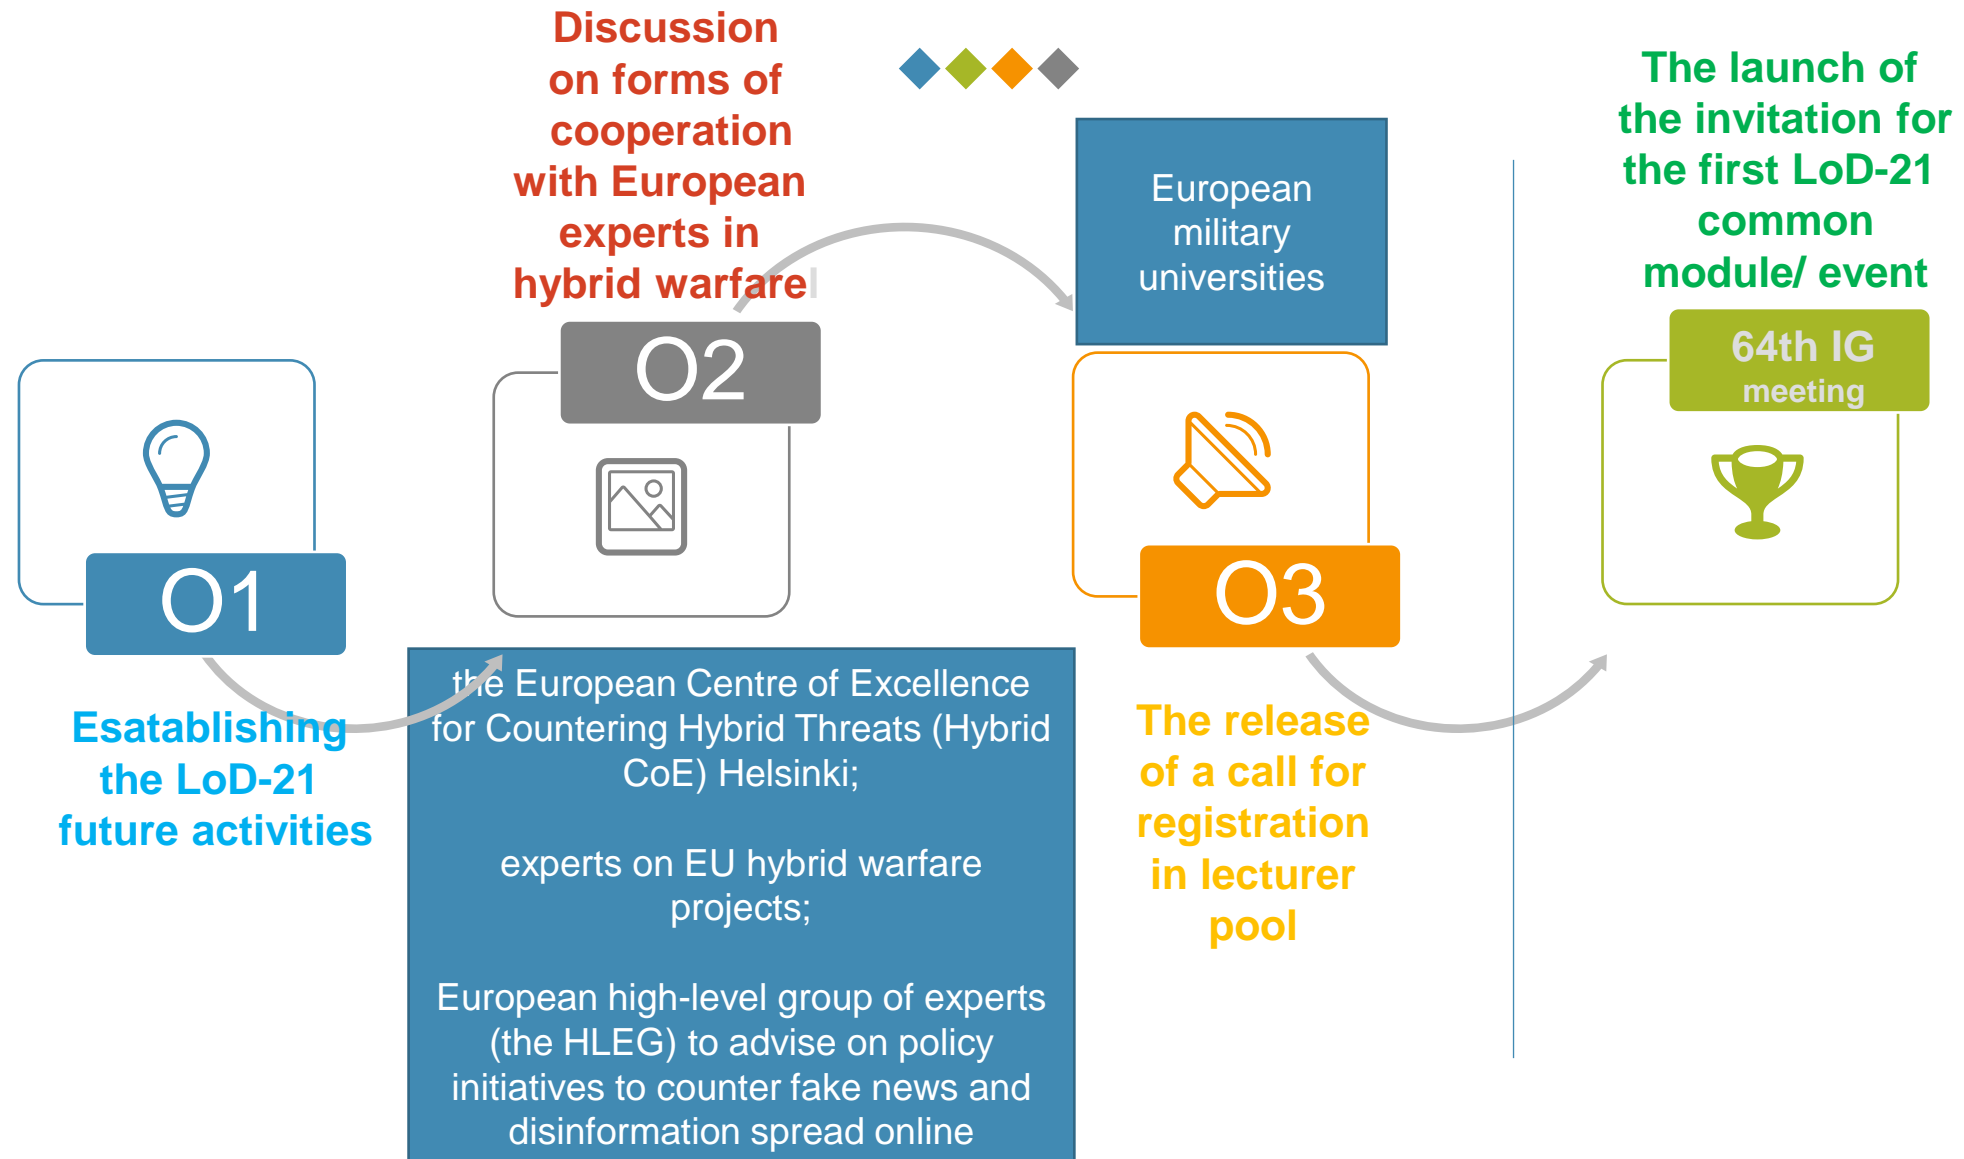 Discussion
on forms of
cooperation
with European
experts in
hybrid warfare
O2
the European Centre of Excellence
for Countering Hybrid Threats (Hybrid
CoE) Helsinki;
experts on EU hybrid warfare
projects;
European high-level group of experts
(the HLEG) to advise on policy
initiatives to counter fake news and
disinformation spread online
O1
Esatablishing
the LoD-21
future activities
European
military
universities
O3
The release
of a call for
registration
in lecturer
pool
The launch of
the invitation for
the first LoD-21
common
module/ event
64th IG
meeting